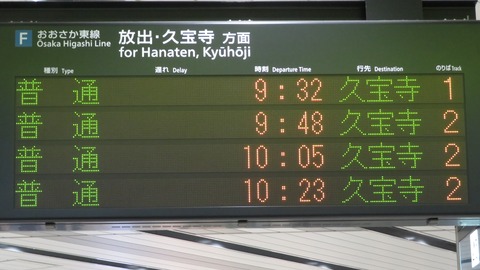 F おおさか東線 放出・久宝寺 方面
Osaka Higashi Line for Hanaten, Kyūhōji
種別 Type 遅れ Delay 時刻 Departure Time 行先 Destination のりば Track
普通 9:32 久宝寺 1
普通 9:48 久宝寺 2
普通 10:05 久宝寺 2
普通 10:23 久宝寺 2